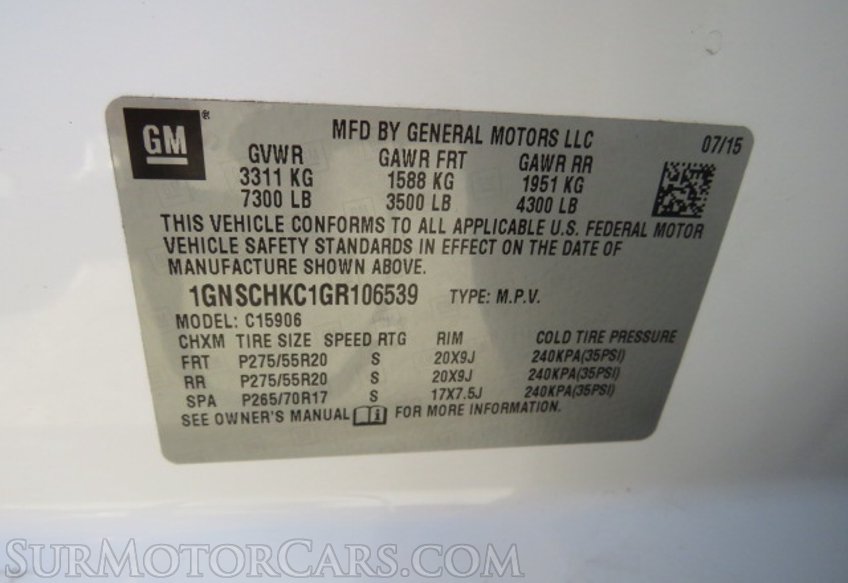 GM®
MFD BY GENERAL MOTORS LLC 07/15
GVWR GAWR FRT GAWR RR
3311 KG 1588 KG 1951 KG
7300 LB 3500 LB 4300 LB
THIS VEHICLE CONFORMS TO ALL APPLICABLE U.S. FEDERAL MOTOR
VEHICLE SAFETY STANDARDS IN EFFECT ON THE DATE OF
MANUFACTURE SHOWN ABOVE.
1GNSCHKC1GR106539 TYPE: M.P.V.
MODEL: C15906
CHXM TIRE SIZE SPEED RTG RIM COLD TIRE PRESSURE
FRT P275/55R20 S 20X9J 240KPA(35PSI)
RR P275/55R20 S 20X9J 240KPA(35PSI)
SPA P265/70R17 S 17X7.5J 240KPA(35PSI)
SEE OWNER'S MANUAL FOR MORE INFORMATION.
SurMotorCars.com